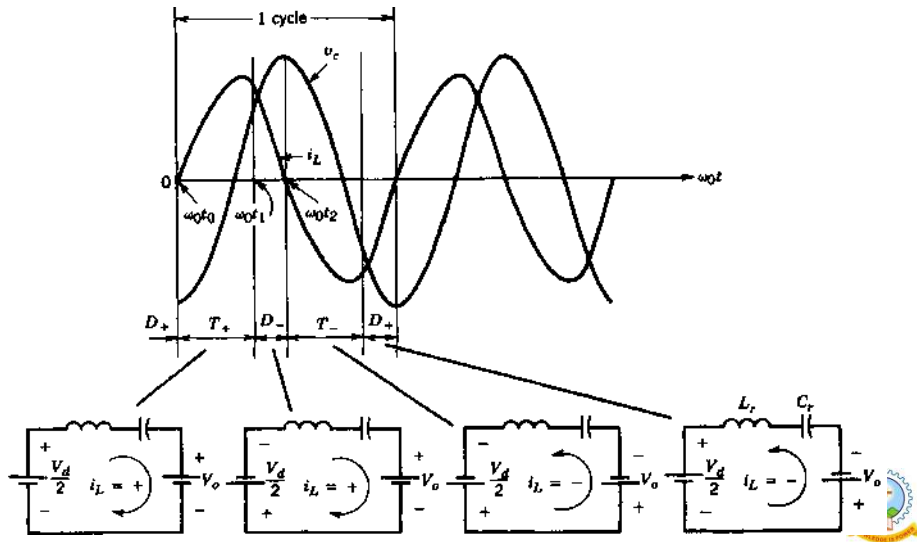 1 cycle
υ_c
i_L
0
ω₀t
ω₀t₀
ω₀t₁
ω₀t₂
D₊ T₊ D₋ T₋ D₊
L_r C_r
+ V_d/2 − i_L = + + V_o −
− V_d/2 + i_L = + + V_o −
− V_d/2 + i_L = − − V_o +
+ V_d/2 − i_L = − − V_o +